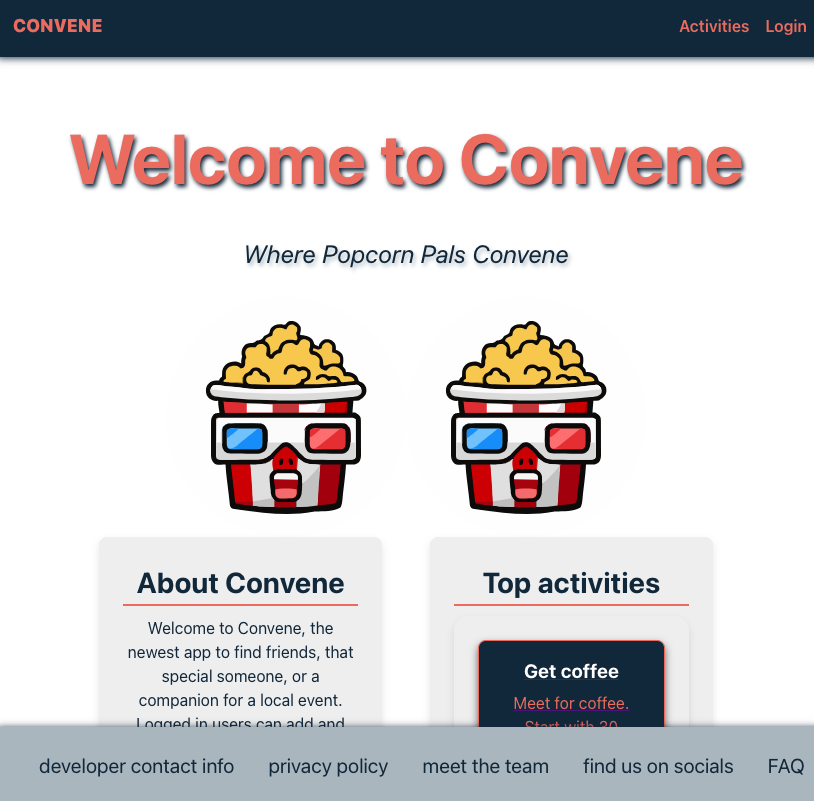 CONVENE
Activities Login
Welcome to Convene
Where Popcorn Pals Convene
About Convene
Welcome to Convene, the
newest app to find friends, that
special someone, or a
companion for a local event.
Logged in users can add and
Top activities
Get coffee
Meet for coffee.
Start with 30
developer contact info privacy policy meet the team find us on socials FAQ